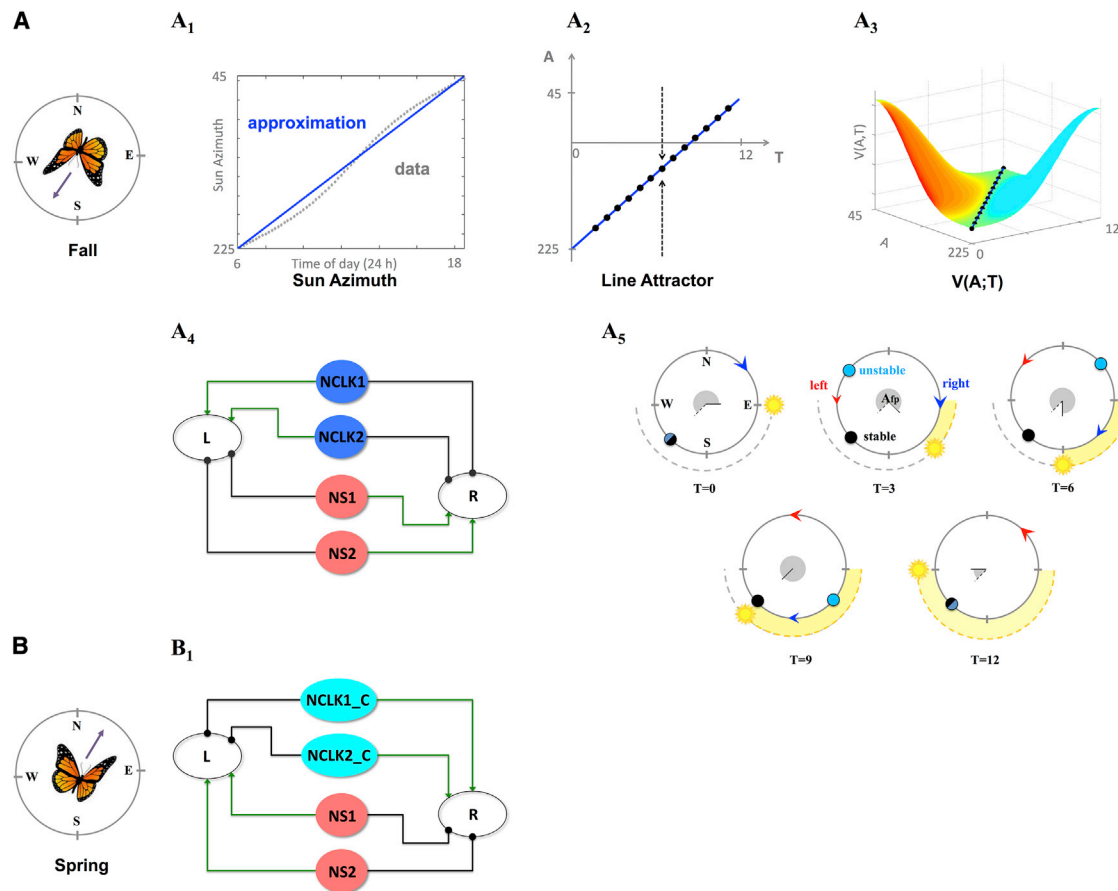 A
N
W
E
S
Fall
A1
45
Sun Azimuth
approximation
data
225
6
Time of day (24 h)
18
Sun Azimuth
A2
A
45
0
12
T
225
Line Attractor
A3
V(A,T)
45
A
225
0
12
V(A;T)
A4
NCLK1
L
NCLK2
NS1
R
NS2
A5
N
W
E
S
T=0
unstable
left
Afp
right
stable
T=3
T=6
T=9
T=12
B
N
W
E
S
Spring
B1
NCLK1_C
L
NCLK2_C
NS1
R
NS2